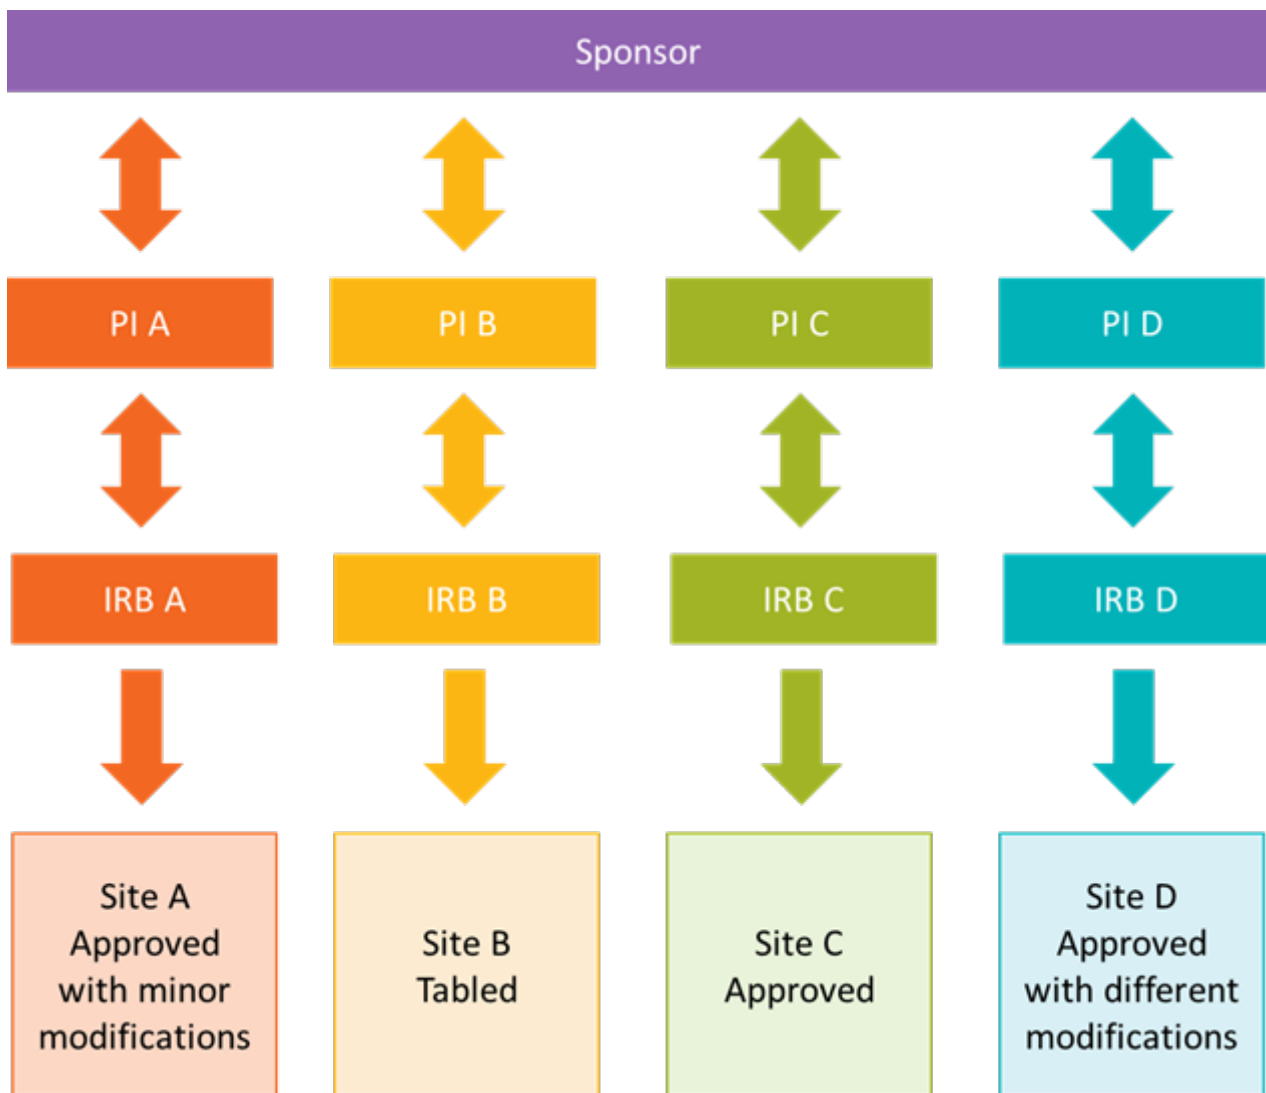 Sponsor
PI A
PI B
PI C
PI D
IRB A
IRB B
IRB C
IRB D
Site A
Approved
with minor
modifications
Site B
Tabled
Site C
Approved
Site D
Approved
with different
modifications